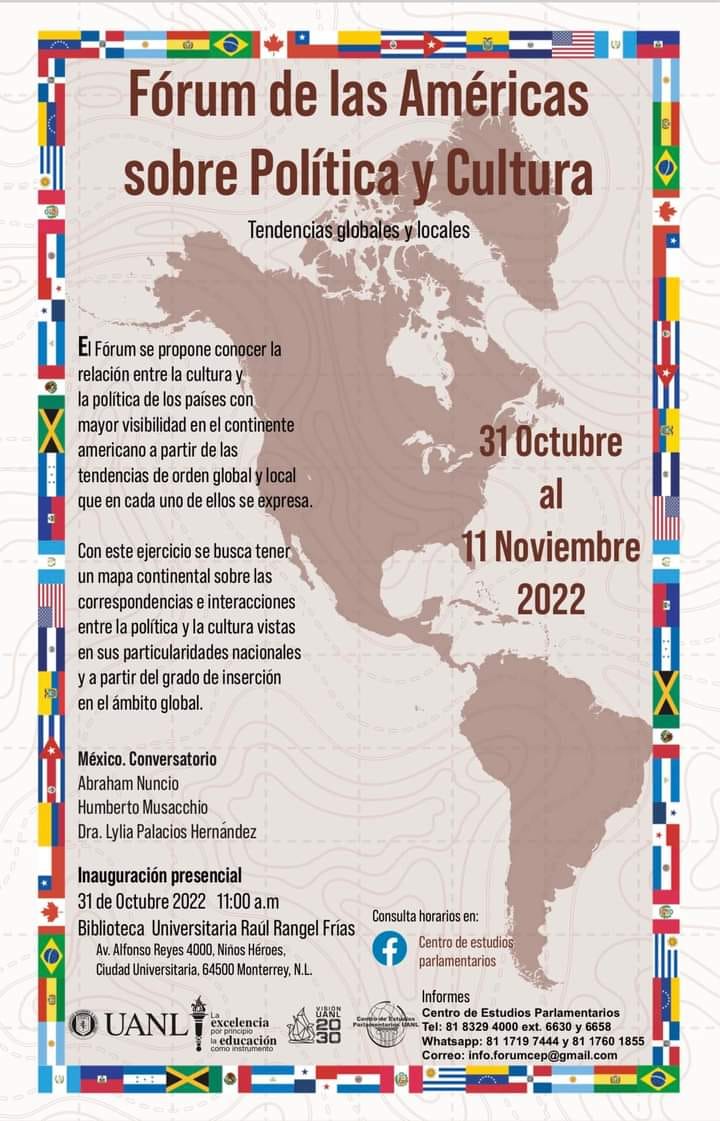 Fórum de las Américas
sobre Política y Cultura
Tendencias globales y locales
El Fórum se propone conocer la
relación entre la cultura y
la política de los países con
mayor visibilidad en el continente
americano a partir de las
tendencias de orden global y local
que en cada uno de ellos se expresa.
31 Octubre
al
11 Noviembre
2022
Con este ejercicio se busca tener
un mapa continental sobre las
correspondencias e interacciones
entre la política y la cultura vistas
en sus particularidades nacionales
y a partir del grado de inserción
en el ámbito global.
México. Conversatorio
Abraham Nuncio
Humberto Musacchio
Dra. Lylia Palacios Hernández
Inauguración presencial
31 de Octubre 2022 11:00 a.m
Biblioteca Universitaria Raúl Rangel Frías
Av. Alfonso Reyes 4000, Niños Héroes,
Ciudad Universitaria, 64500 Monterrey, N.L.
Consulta horarios en:
Centro de estudios
parlamentarios
UANL
La
excelencia
por principio
la educación
como instrumento
VISIÓN
UANL
20
30
Centro de Estudios
Parlamentarios UANL
Informes
Centro de Estudios Parlamentarios
Tel: 81 8329 4000 ext. 6630 y 6658
Whatsapp: 81 1719 7444 y 81 1760 1855
Correo: info.forumcep@gmail.com